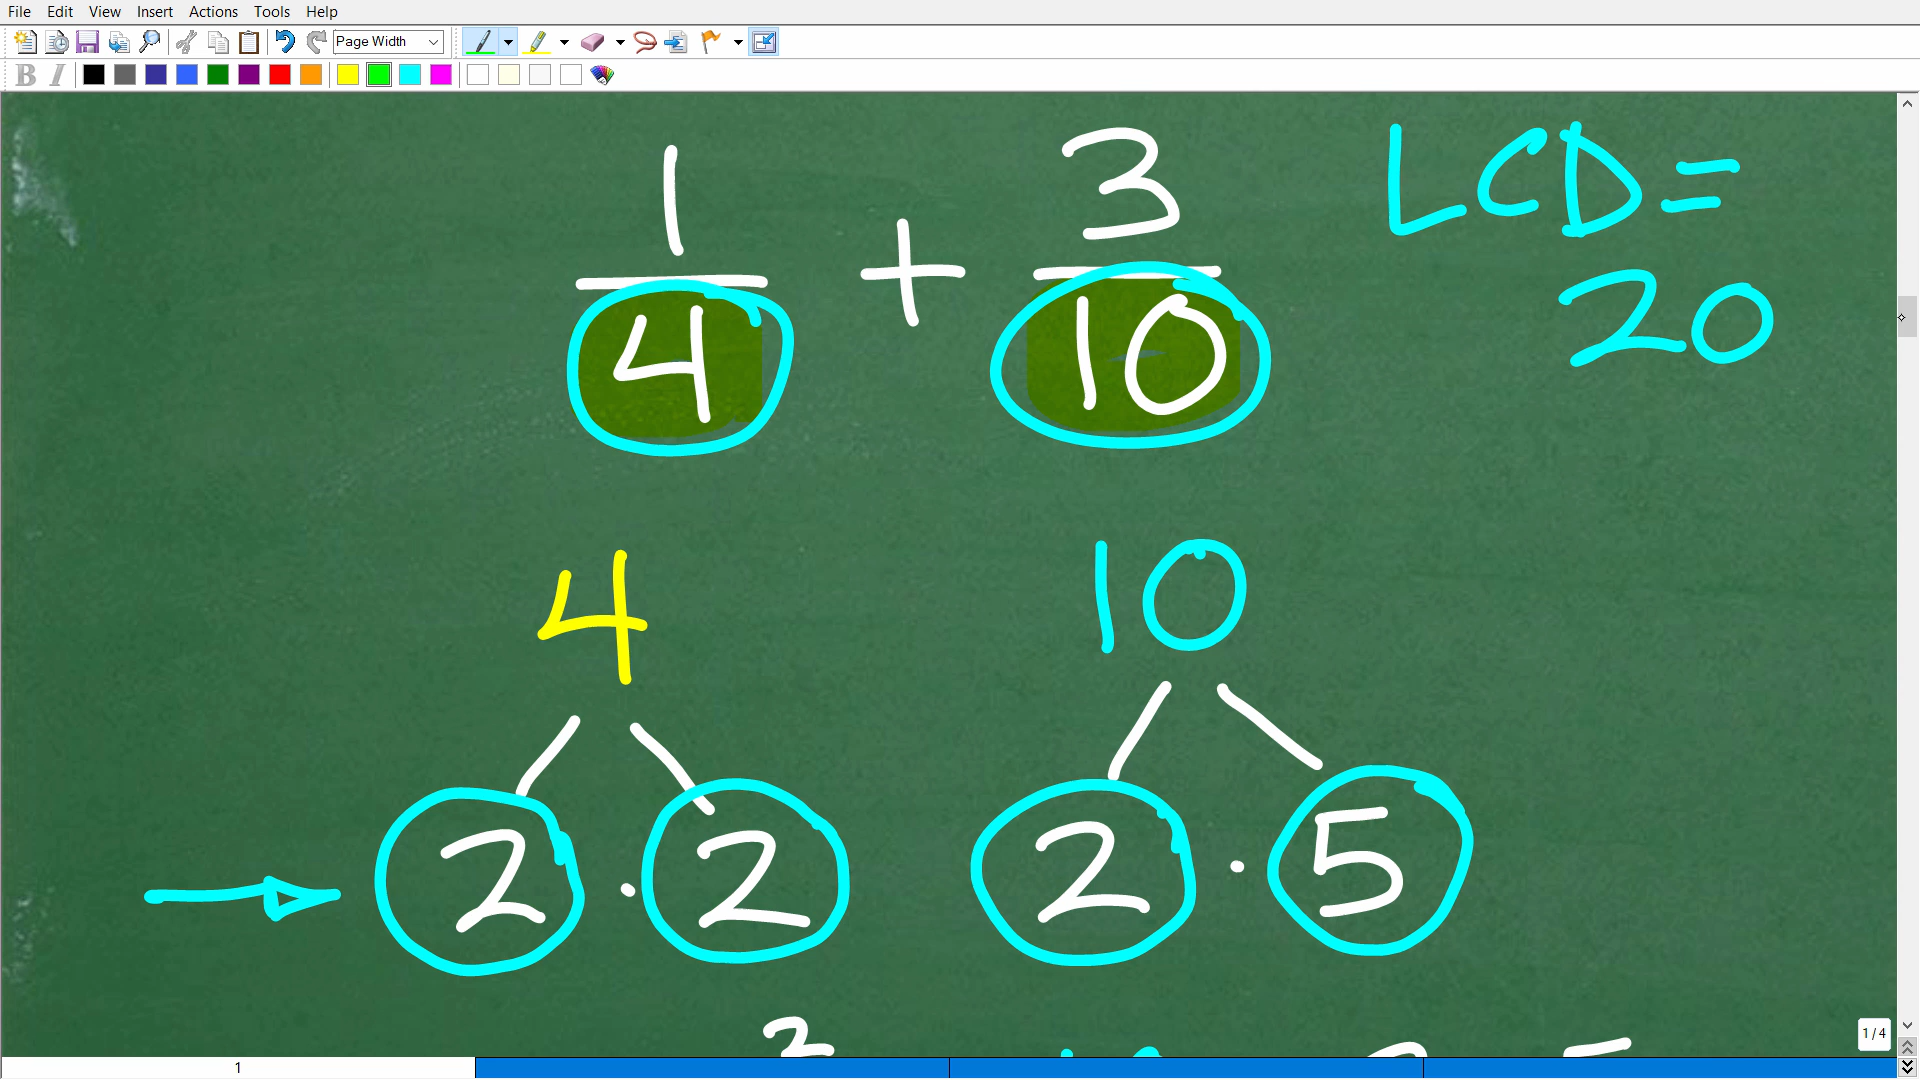 File Edit View Insert Actions Tools Help
Page Width
B I
1 + 3 LCD=
4 10 20
4 10
2 · 2 2 · 5
1 / 4
1